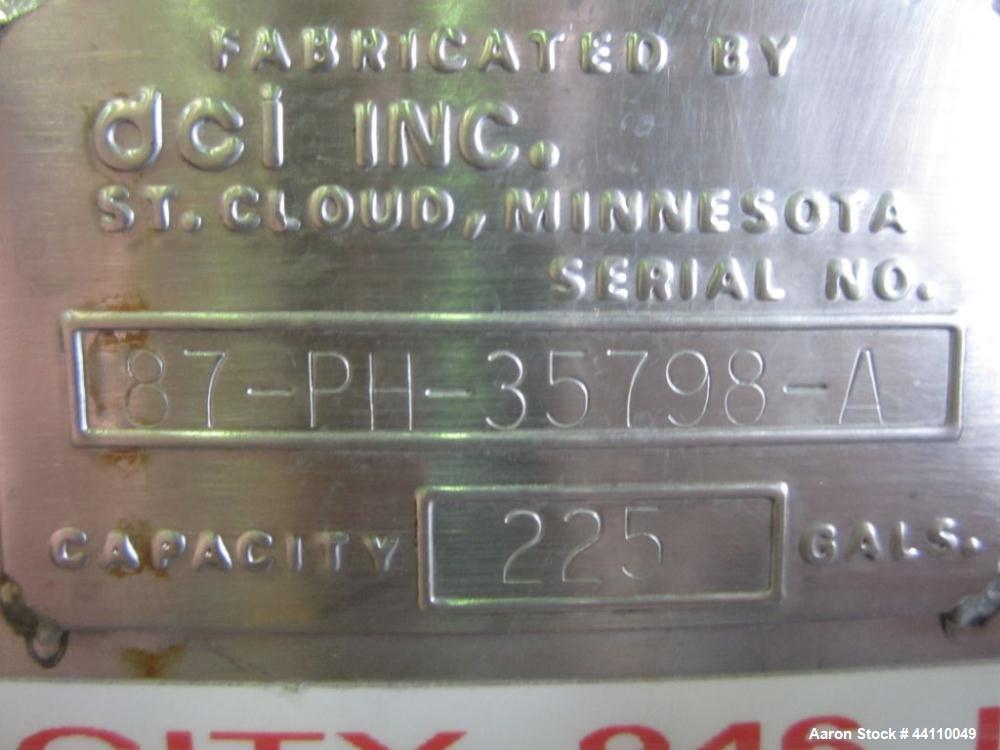 FABRICATED BY
dci INC.
ST. CLOUD, MINNESOTA
SERIAL NO.
87-PH-35798-A
CAPACITY 225 GALS.
Aaron Stock # 44110049